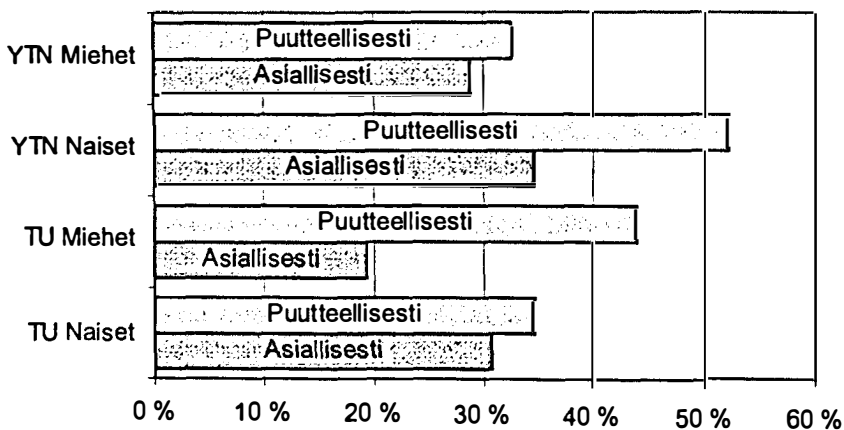 YTN Miehet
Puutteellisesti
Asiallisesti
YTN Naiset
Puutteellisesti
Asiallisesti
TU Miehet
Puutteellisesti
Asiallisesti
TU Naiset
Puutteellisesti
Asiallisesti
0 % 10 % 20 % 30 % 40 % 50 % 60 %